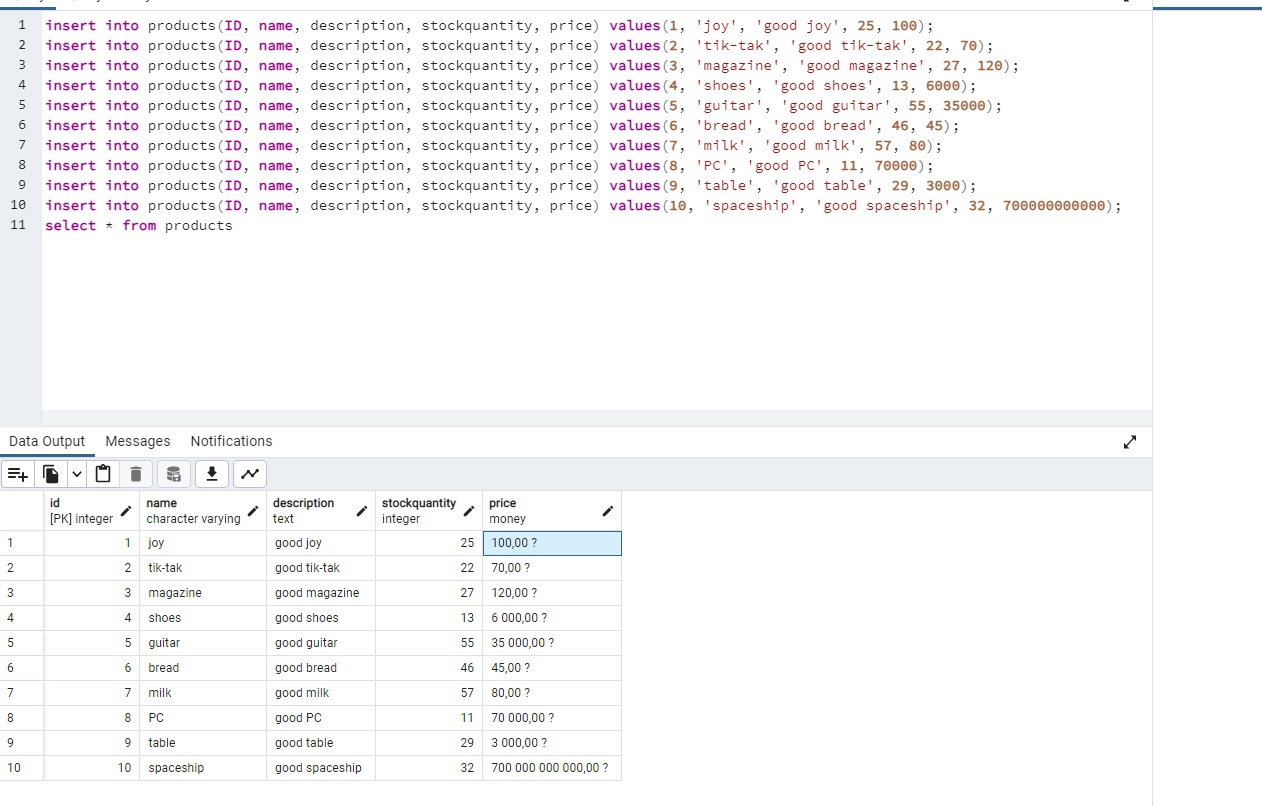 1 insert into products(ID, name, description, stockquantity, price) values(1, 'joy', 'good joy', 25, 100);
2 insert into products(ID, name, description, stockquantity, price) values(2, 'tik-tak', 'good tik-tak', 22, 70);
3 insert into products(ID, name, description, stockquantity, price) values(3, 'magazine', 'good magazine', 27, 120);
4 insert into products(ID, name, description, stockquantity, price) values(4, 'shoes', 'good shoes', 13, 6000);
5 insert into products(ID, name, description, stockquantity, price) values(5, 'guitar', 'good guitar', 55, 35000);
6 insert into products(ID, name, description, stockquantity, price) values(6, 'bread', 'good bread', 46, 45);
7 insert into products(ID, name, description, stockquantity, price) values(7, 'milk', 'good milk', 57, 80);
8 insert into products(ID, name, description, stockquantity, price) values(8, 'PC', 'good PC', 11, 70000);
9 insert into products(ID, name, description, stockquantity, price) values(9, 'table', 'good table', 29, 3000);
10 insert into products(ID, name, description, stockquantity, price) values(10, 'spaceship', 'good spaceship', 32, 700000000000);
11 select * from products
Data Output Messages Notifications
id name description stockquantity price
[PK] integer character varying text integer money
1 1 joy good joy 25 100,00 ?
2 2 tik-tak good tik-tak 22 70,00 ?
3 3 magazine good magazine 27 120,00 ?
4 4 shoes good shoes 13 6 000,00 ?
5 5 guitar good guitar 55 35 000,00 ?
6 6 bread good bread 46 45,00 ?
7 7 milk good milk 57 80,00 ?
8 8 PC good PC 11 70 000,00 ?
9 9 table good table 29 3 000,00 ?
10 10 spaceship good spaceship 32 700 000 000 000,00 ?